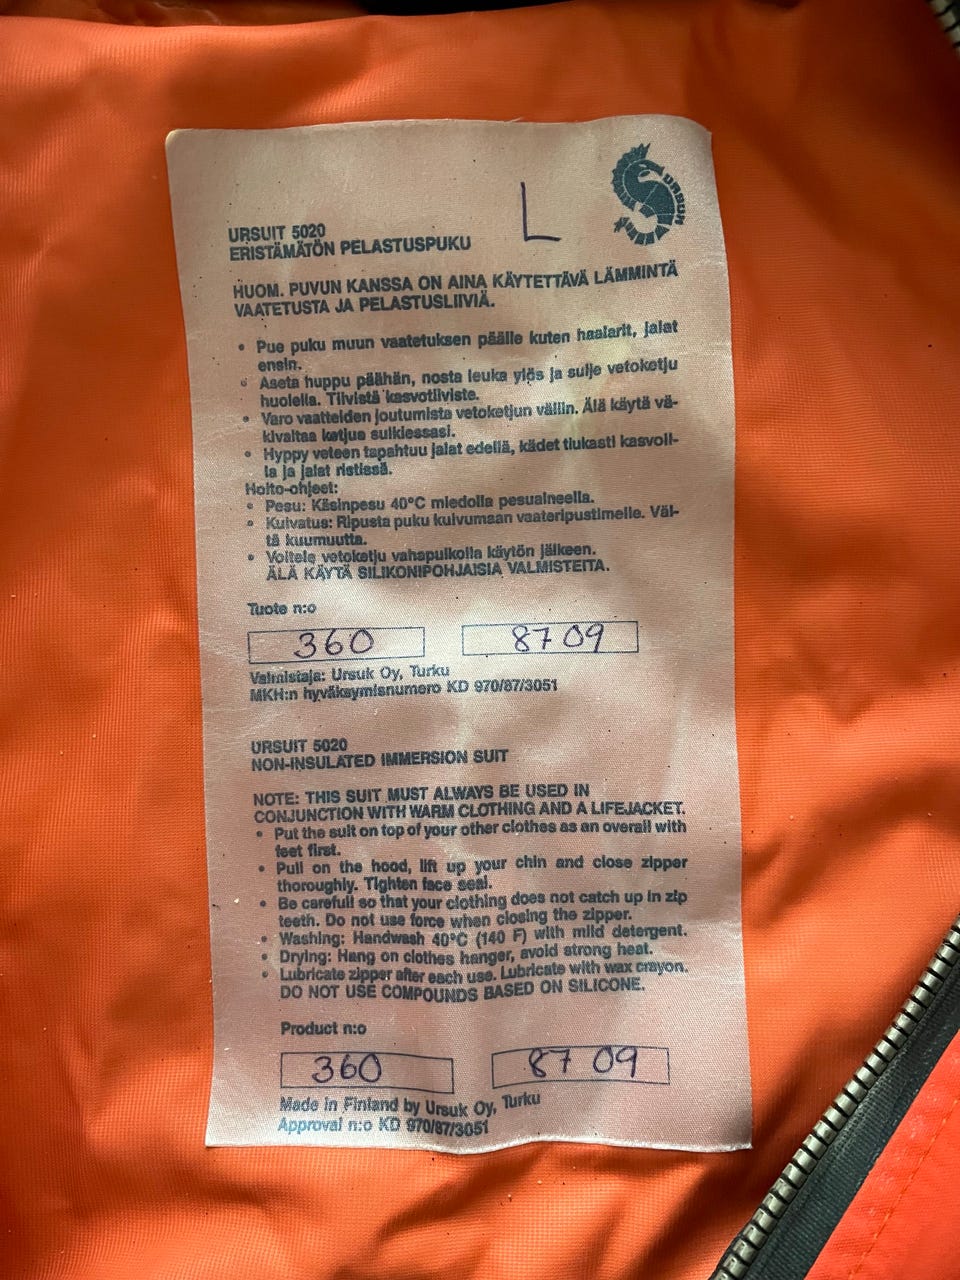 L
URSUIT
URSUIT 5020
ERISTÄMÄTÖN PELASTUSPUKU
HUOM. PUVUN KANSSA ON AINA KÄYTETTÄVÄ LÄMMINTÄ
VAATETUSTA JA PELASTUSLIIVIÄ.
• Pue puku muun vaatetuksen päälle kuten haalarit, jalat
ensin.
• Aseta huppu päähän, nosta leuka ylös ja sulje vetoketju
huolella. Tiivistä kasvotiiviste.
• Varo vaatteiden joutumista vetoketjun väliin. Älä käytä vä-
kivaltaa ketjua sulkiessasi.
• Hyppy veteen tapahtuu jalat edellä, kädet tiukasti kasvoil-
la ja jalat ristissä.
Hoito-ohjeet:
• Pesu: Käsinpesu 40°C miedolla pesuaineella.
• Kuivatus: Ripusta puku kuivumaan vaateripustimelle. Väl-
tä kuumuutta.
• Voitele vetoketju vahapuikolla käytön jälkeen.
ÄLÄ KÄYTÄ SILIKONIPOHJAISIA VALMISTEITA.
Tuote n:o
360 8709
Valmistaja: Ursuk Oy, Turku
MKH:n hyväksymisnumero KD 970/87/3051
URSUIT 5020
NON-INSULATED IMMERSION SUIT
NOTE: THIS SUIT MUST ALWAYS BE USED IN
CONJUNCTION WITH WARM CLOTHING AND A LIFEJACKET.
• Put the suit on top of your other clothes as an overall with
feet first.
• Pull on the hood, lift up your chin and close zipper
thoroughly. Tighten face seal.
• Be carefull so that your clothing does not catch up in zip
teeth. Do not use force when closing the zipper.
• Washing: Handwash 40°C (140 F) with mild detergent.
• Drying: Hang on clothes hanger, avoid strong heat.
• Lubricate zipper after each use. Lubricate with wax crayon.
DO NOT USE COMPOUNDS BASED ON SILICONE.
Product n:o
360 8709
Made in Finland by Ursuk Oy, Turku
Approval n:o KD 970/87/3051